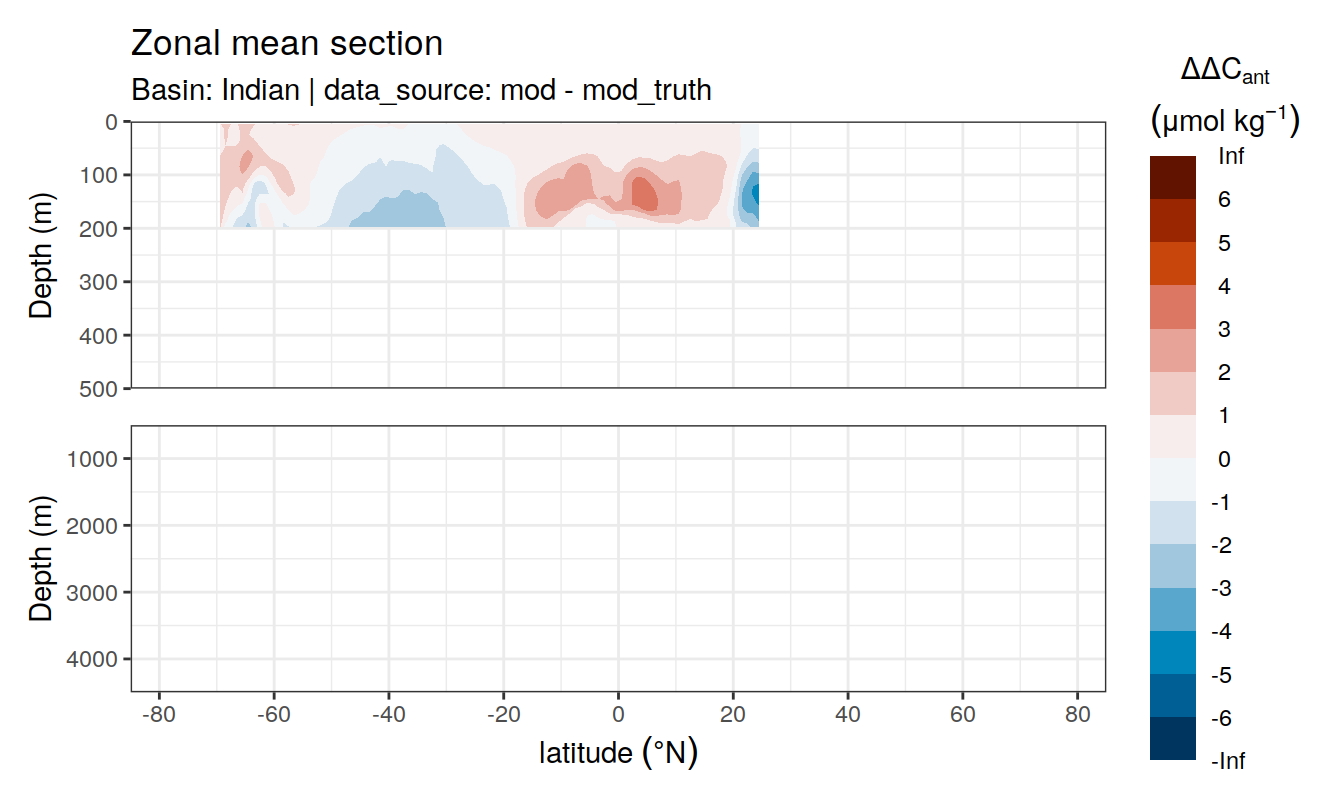 Zonal mean section
Basin: Indian | data_source: mod - mod_truth
ΔΔCant
(μmol kg−1)
Depth (m)
0
100
200
300
400
500
Depth (m)
1000
2000
3000
4000
-80 -60 -40 -20 0 20 40 60 80
latitude (°N)
Inf
6
5
4
3
2
1
0
-1
-2
-3
-4
-5
-6
-Inf